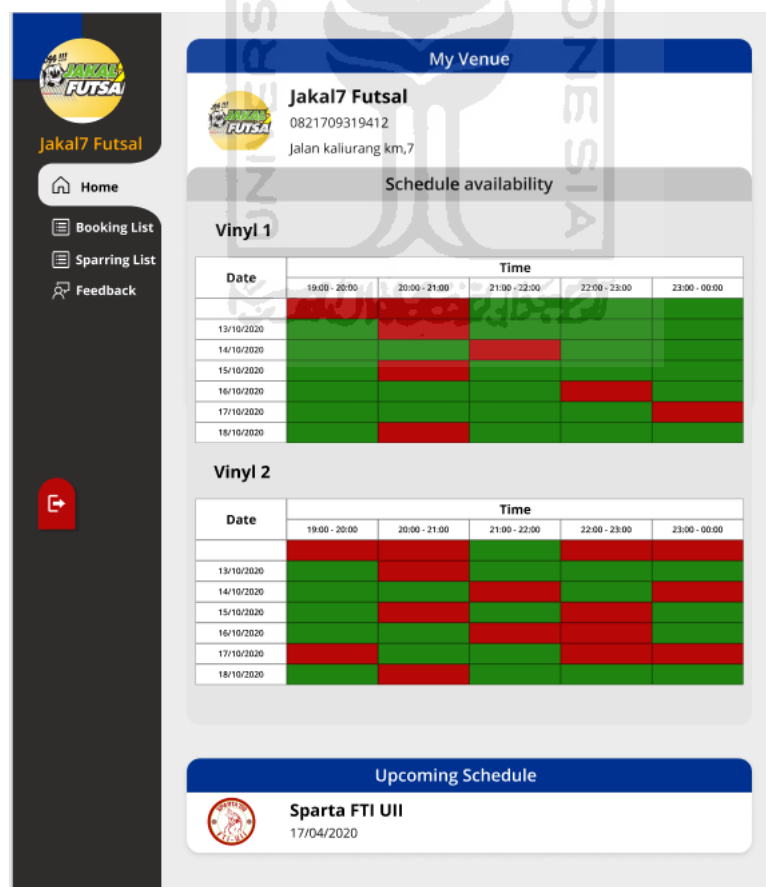 My Venue
JAKAL
FUTSA
Jakal7 Futsal
Home
Booking List
Sparring List
Feedback
JAKAL
FUTSA
Jakal7 Futsal
0821709319412
Jalan kaliurang km,7
Schedule availability
Vinyl 1
Date
Time
19:00 - 20:00 20:00 - 21:00 21:00 - 22:00 22:00 - 23:00 23:00 - 00:00
13/10/2020
14/10/2020
15/10/2020
16/10/2020
17/10/2020
18/10/2020
Vinyl 2
Date
Time
19:00 - 20:00 20:00 - 21:00 21:00 - 22:00 22:00 - 23:00 23:00 - 00:00
13/10/2020
14/10/2020
15/10/2020
16/10/2020
17/10/2020
18/10/2020
Upcoming Schedule
Sparta FTI UII
17/04/2020